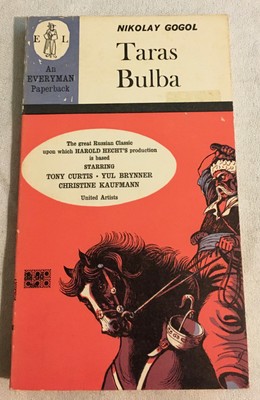 E L
An
EVERYMAN
Paperback
NIKOLAY GOGOL
Taras
Bulba
The great Russian Classic
upon which HAROLD HECHT'S production
is based
STARRING
TONY CURTIS · YUL BRYNNER
CHRISTINE KAUFMANN
United Artists